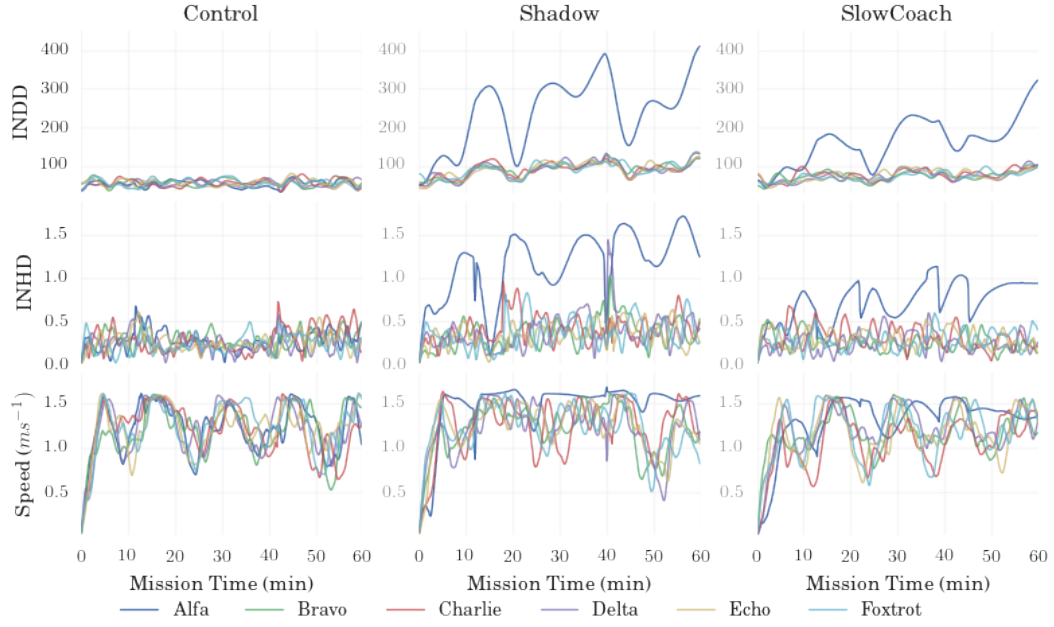 Control Shadow SlowCoach
INDD
400 400 400
300 300 300
200 200 200
100 100 100
INHD
1.5 1.5 1.5
1.0 1.0 1.0
0.5 0.5 0.5
0.0 0.0 0.0
Speed (ms⁻¹)
1.5 1.5 1.5
1.0 1.0 1.0
0.5 0.5 0.5
0 10 20 30 40 50 60 0 10 20 30 40 50 60 0 10 20 30 40 50 60
Mission Time (min) Mission Time (min) Mission Time (min)
Alfa Bravo Charlie Delta Echo Foxtrot